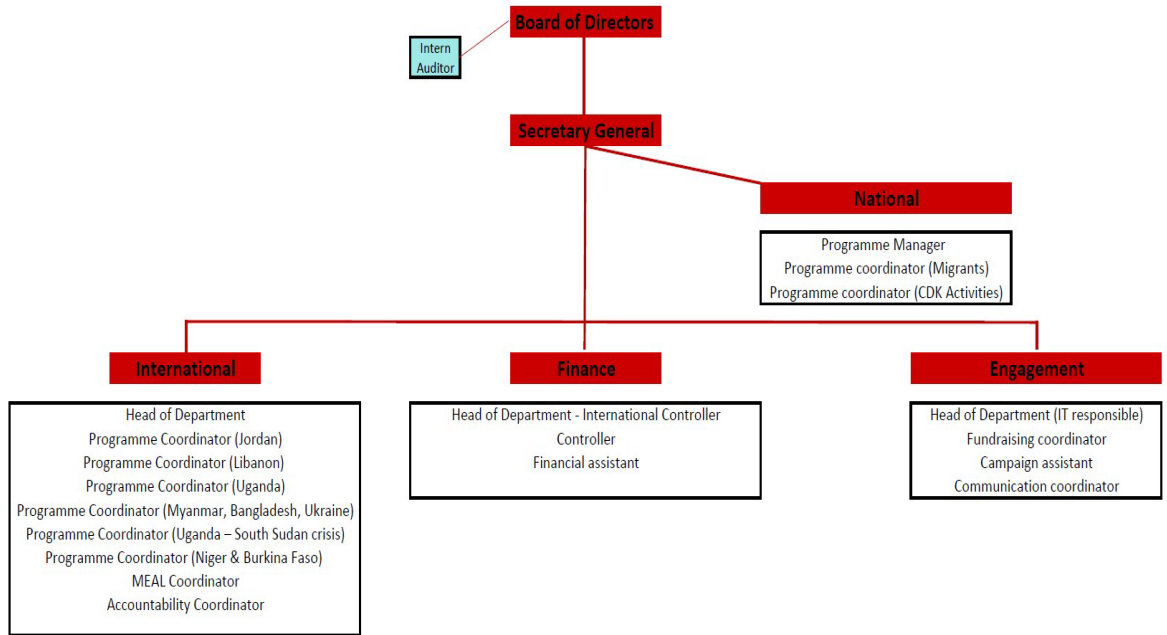 Board of Directors
Intern
Auditor
Secretary General
National
Programme Manager
Programme coordinator (Migrants)
Programme coordinator (CDK Activities)
International
Head of Department
Programme Coordinator (Jordan)
Programme Coordinator (Libanon)
Programme Coordinator (Uganda)
Programme Coordinator (Myanmar, Bangladesh, Ukraine)
Programme Coordinator (Uganda – South Sudan crisis)
Programme Coordinator (Niger & Burkina Faso)
MEAL Coordinator
Accountability Coordinator
Finance
Head of Department - International Controller
Controller
Financial assistant
Engagement
Head of Department (IT responsible)
Fundraising coordinator
Campaign assistant
Communication coordinator